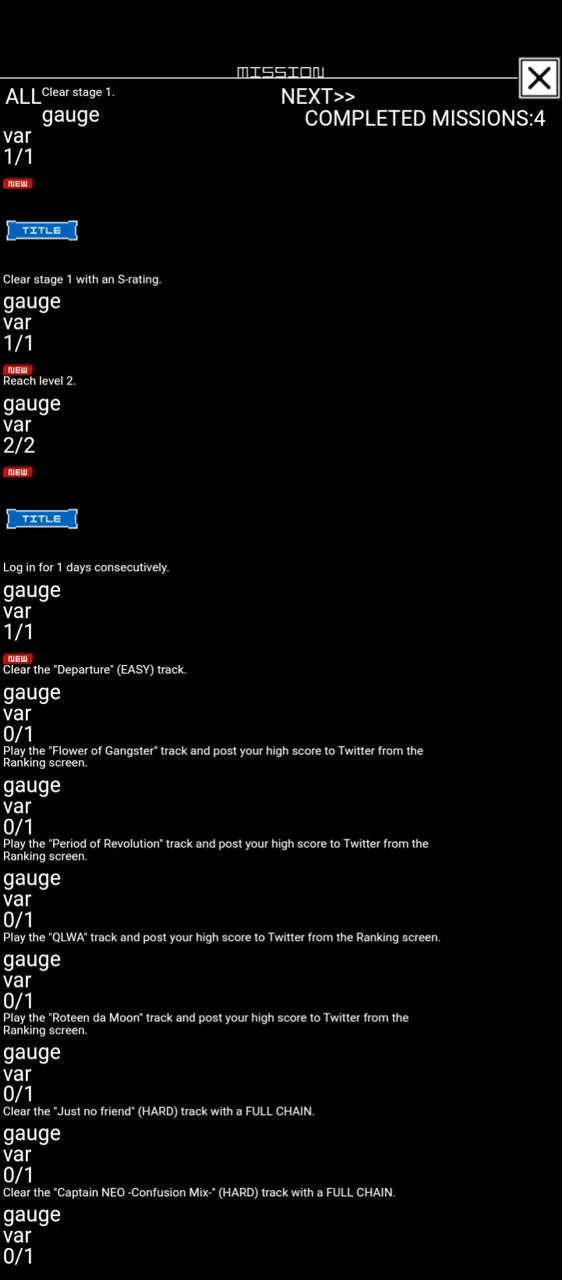 MISSION
ALL
Clear stage 1.
NEXT>>
gauge
COMPLETED MISSIONS:4
var
1/1
NEW
TITLE
Clear stage 1 with an S-rating.
gauge
var
1/1
NEW
Reach level 2.
gauge
var
2/2
NEW
TITLE
Log in for 1 days consecutively.
gauge
var
1/1
NEW
Clear the "Departure" (EASY) track.
gauge
var
0/1
Play the "Flower of Gangster" track and post your high score to Twitter from the
Ranking screen.
gauge
var
0/1
Play the "Period of Revolution" track and post your high score to Twitter from the
Ranking screen.
gauge
var
0/1
Play the "QLWA" track and post your high score to Twitter from the Ranking screen.
gauge
var
0/1
Play the "Roteen da Moon" track and post your high score to Twitter from the
Ranking screen.
gauge
var
0/1
Clear the "Just no friend" (HARD) track with a FULL CHAIN.
gauge
var
0/1
Clear the "Captain NEO -Confusion Mix-" (HARD) track with a FULL CHAIN.
gauge
var
0/1